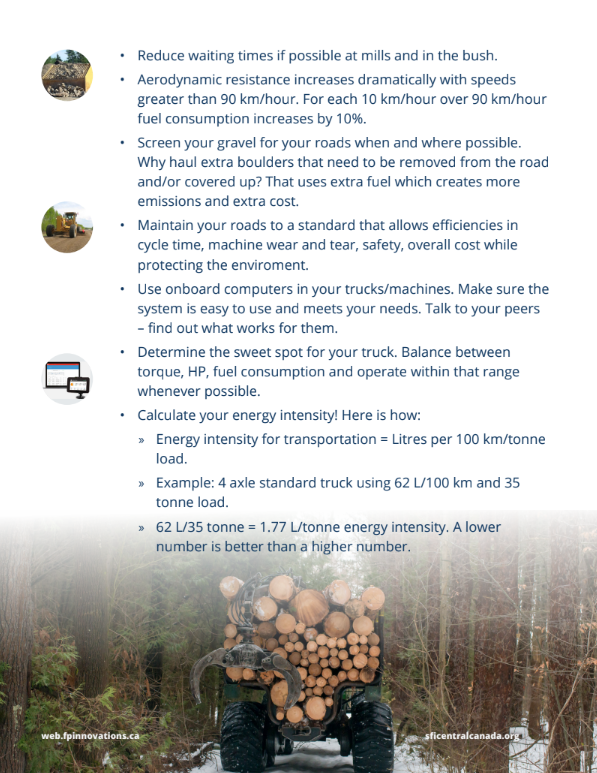 • Reduce waiting times if possible at mills and in the bush.
• Aerodynamic resistance increases dramatically with speeds
greater than 90 km/hour. For each 10 km/hour over 90 km/hour
fuel consumption increases by 10%.
• Screen your gravel for your roads when and where possible.
Why haul extra boulders that need to be removed from the road
and/or covered up? That uses extra fuel which creates more
emissions and extra cost.
• Maintain your roads to a standard that allows efficiencies in
cycle time, machine wear and tear, safety, overall cost while
protecting the enviroment.
• Use onboard computers in your trucks/machines. Make sure the
system is easy to use and meets your needs. Talk to your peers
– find out what works for them.
• Determine the sweet spot for your truck. Balance between
torque, HP, fuel consumption and operate within that range
whenever possible.
• Calculate your energy intensity! Here is how:
» Energy intensity for transportation = Litres per 100 km/tonne
load.
» Example: 4 axle standard truck using 62 L/100 km and 35
tonne load.
» 62 L/35 tonne = 1.77 L/tonne energy intensity. A lower
number is better than a higher number.
web.fpinnovations.ca
sficentralcanada.org